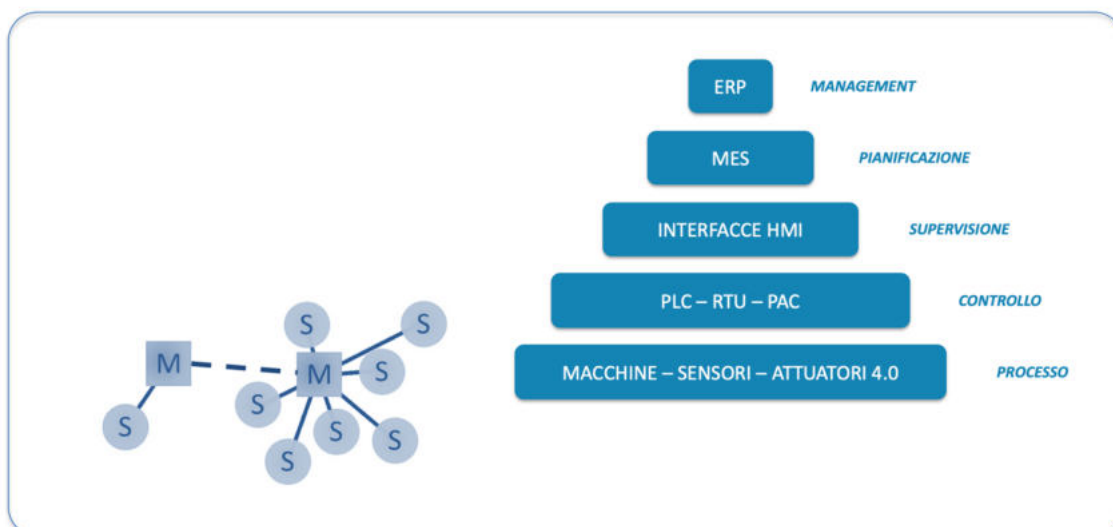 ERP MANAGEMENT
MES PIANIFICAZIONE
INTERFACCE HMI SUPERVISIONE
PLC – RTU – PAC CONTROLLO
MACCHINE – SENSORI – ATTUATORI 4.0 PROCESSO
S
S
M
M
S
S
S
S
S
S